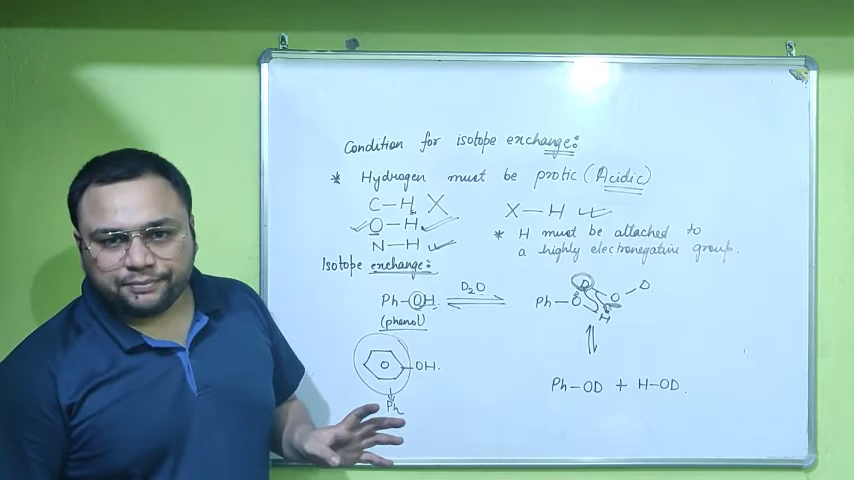 Condition for isotope exchange:
* Hydrogen must be protic (Acidic)
C-H X
O-H
N-H
X-H
* H must be attached to
a highly electronegative group.
Isotope exchange:
Ph-OH. D2O ⇌
(phenol)
OH.
Ph
Ph-O D O-D
H
⇌
Ph-OD + H-OD.